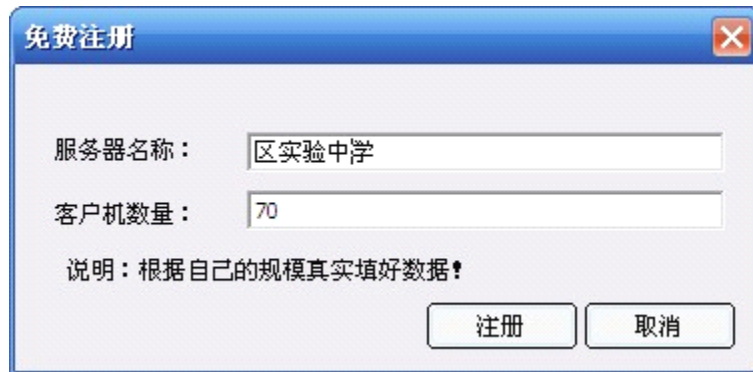 免费注册
服务器名称：
区实验中学
客户机数量：
70
说明：根据自己的规模真实填好数据！
注册
取消